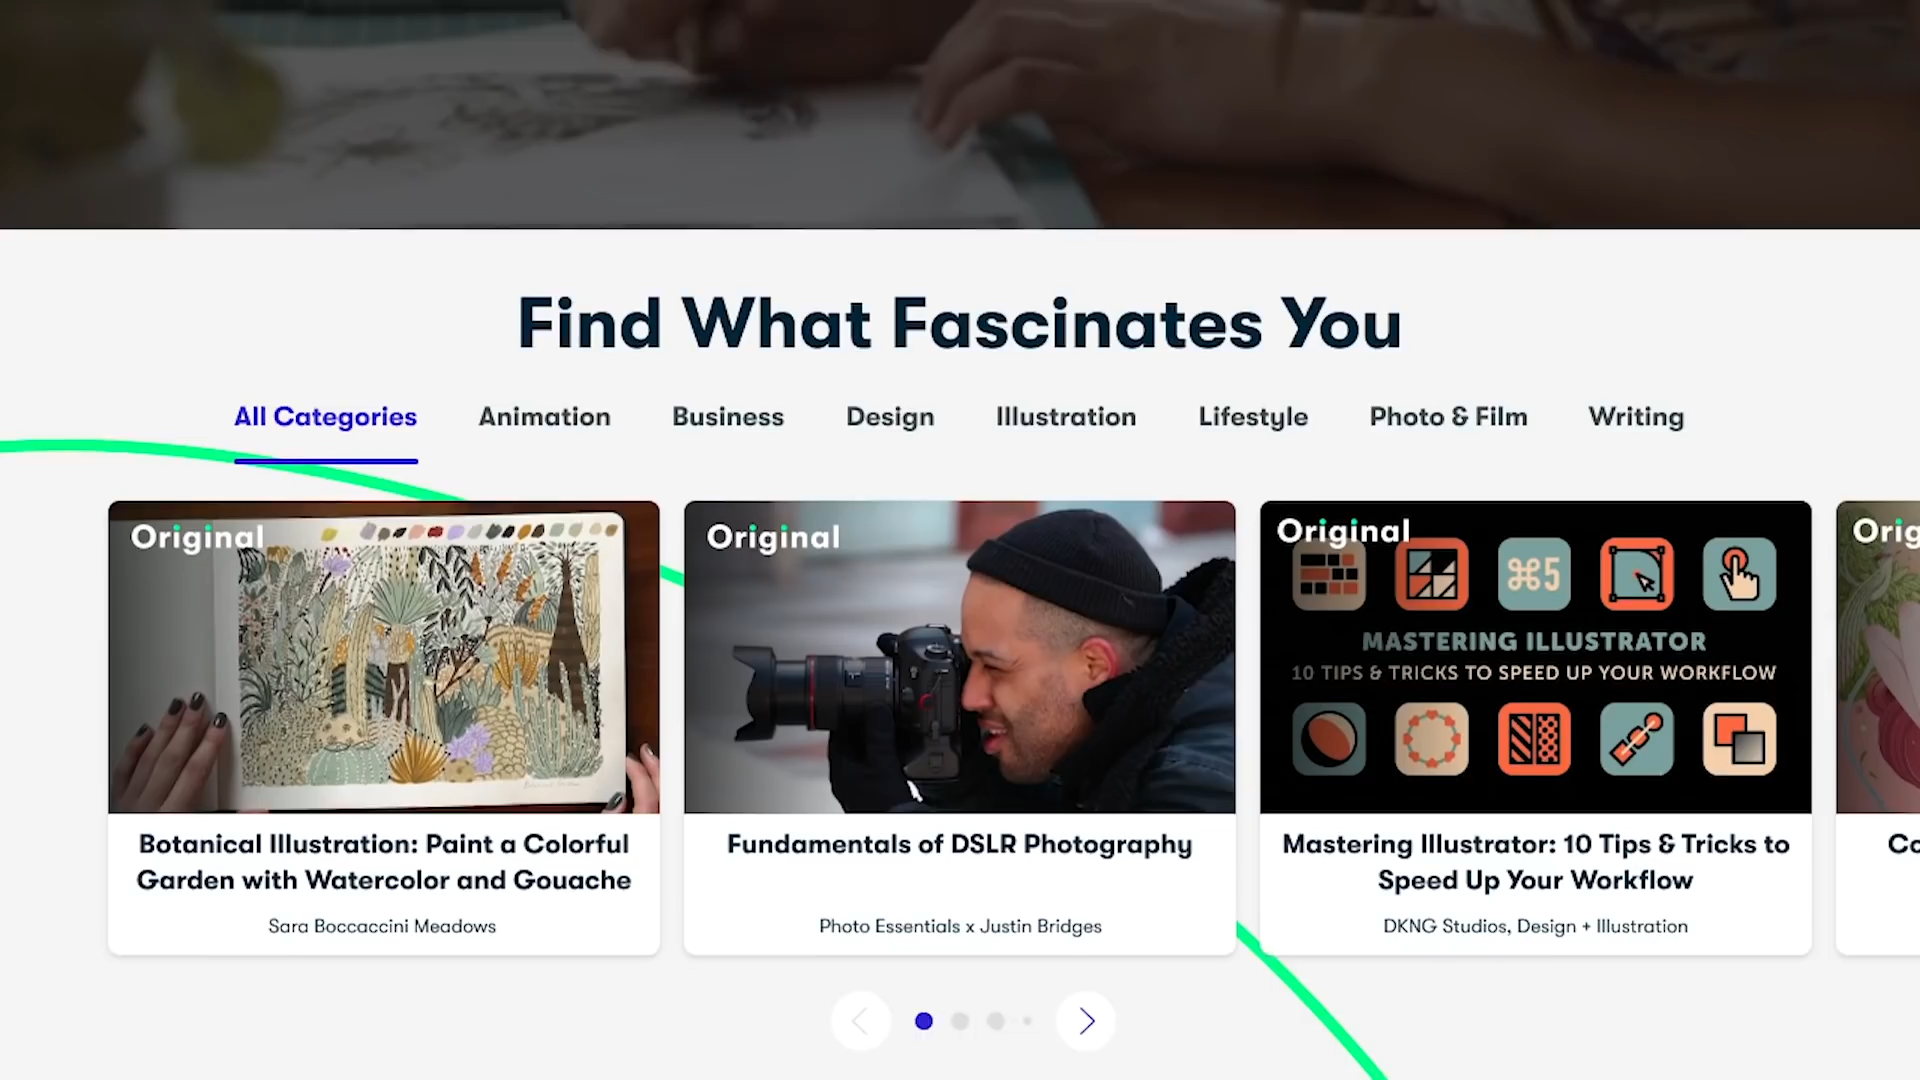 Find What Fascinates You
All Categories Animation Business Design Illustration Lifestyle Photo & Film Writing
Original
Original
Original
⌘5
MASTERING ILLUSTRATOR
10 TIPS & TRICKS TO SPEED UP YOUR WORKFLOW
Botanical Illustration: Paint a Colorful
Garden with Watercolor and Gouache
Sara Boccaccini Meadows
Fundamentals of DSLR Photography
Photo Essentials x Justin Bridges
Mastering Illustrator: 10 Tips & Tricks to
Speed Up Your Workflow
DKNG Studios, Design + Illustration